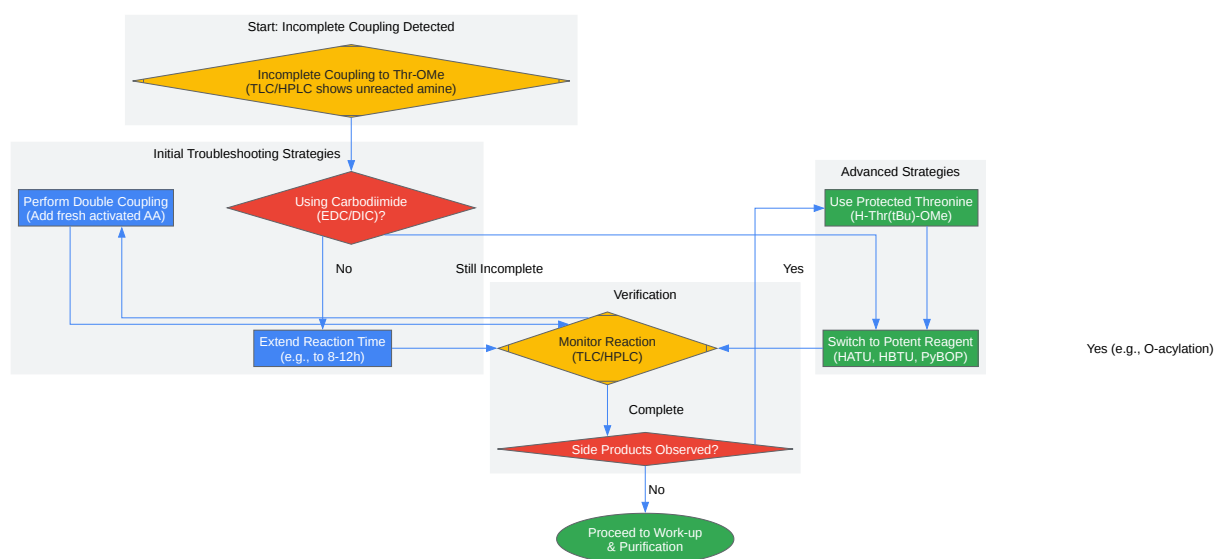 Start: Incomplete Coupling Detected
Incomplete Coupling to Thr-OMe
(TLC/HPLC shows unreacted amine)
Initial Troubleshooting Strategies
Perform Double Coupling
(Add fresh activated AA)
Using Carbodiimide
(EDC/DIC)?
Advanced Strategies
Use Protected Threonine
(H-Thr(tBu)-OMe)
No
Still Incomplete
Yes
Verification
Extend Reaction Time
(e.g., to 8-12h)
Monitor Reaction
(TLC/HPLC)
Switch to Potent Reagent
(HATU, HBTU, PyBOP)
Yes (e.g., O-acylation)
Complete
Side Products Observed?
No
Proceed to Work-up
& Purification